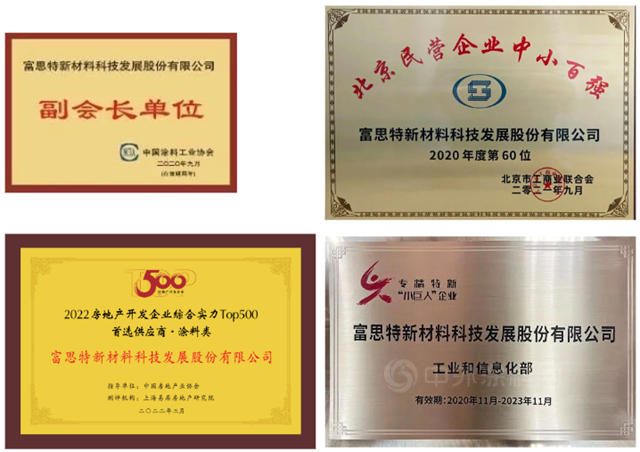 富思特新材料科技发展股份有限公司
副会长单位
中国涂料工业协会
二〇二〇年九月
北京民营企业中小百强
富思特新材料科技发展股份有限公司
2020年度第60位
北京市工商业联合会
二零二一年九月
500
2022房地产开发企业综合实力Top500
首选供应商·涂料类
富思特新材料科技发展股份有限公司
指导单位：中国房地产业协会
测评机构：上海易居房地产研究院
二〇二二年三月
专精特新
“小巨人”企业
富思特新材料科技发展股份有限公司
工业和信息化部
有效期：2020年11月-2023年11月